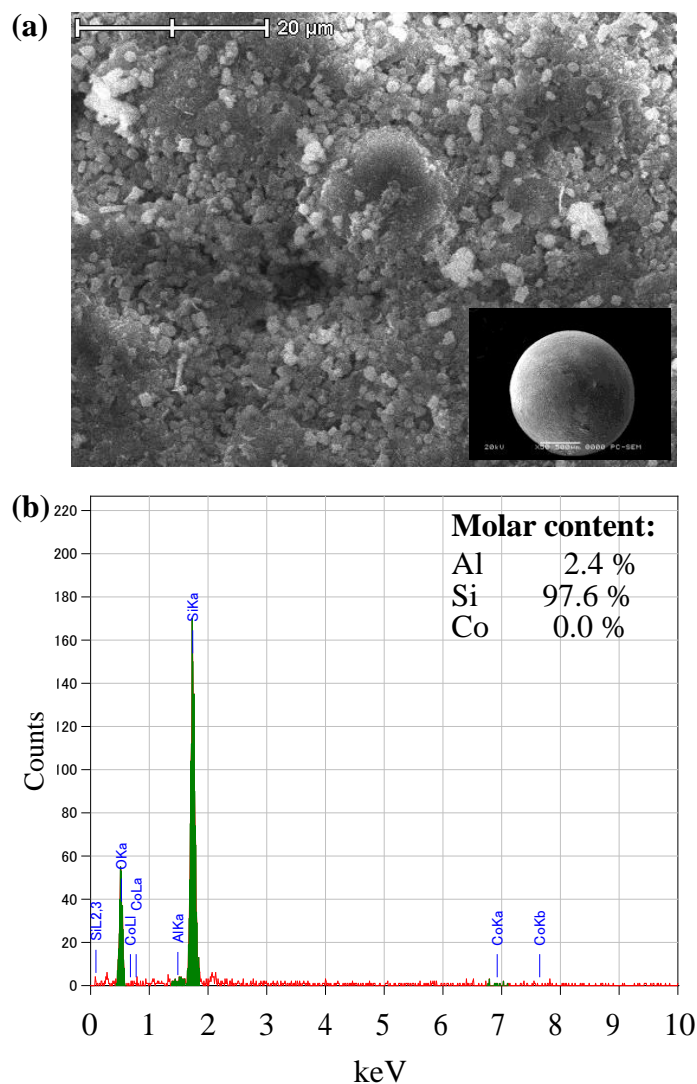 (a)
20 µm
20kV X50 500µm 0000 PC-SEM
(b)
Molar content:
Al 2.4 %
Si 97.6 %
Co 0.0 %
220
200
180
160
140
120
100
80
60
40
20
0
Counts
SiL2,3
OKa
CoLl
CoLa
AlKa
SiKa
CoKa
CoKb
0 1 2 3 4 5 6 7 8 9 10
keV